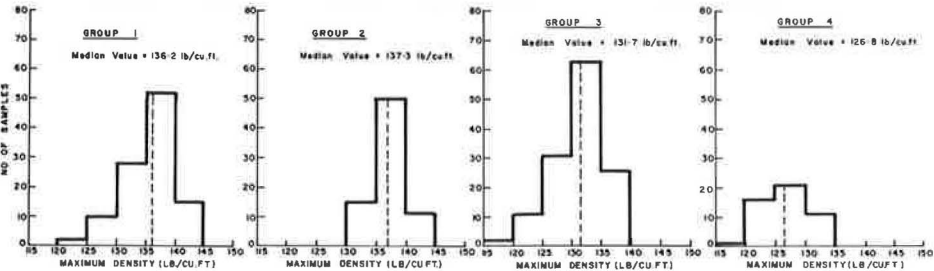 GROUP 1
Median Value = 136·2 lb/cu.ft.
NO OF SAMPLES
80
70
60
50
40
30
20
10
0
115 120 125 130 135 140 145 150
MAXIMUM DENSITY (LB/CU.FT.)
GROUP 2
Median Value = 137·3 lb/cu.ft.
80
70
60
50
40
30
20
10
0
115 120 125 130 135 140 145 150
MAXIMUM DENSITY (LB/CU.FT.)
GROUP 3
Median Value = 131·7 lb/cu.ft.
80
70
60
50
40
30
20
10
0
115 120 125 130 135 140 145 150
MAXIMUM DENSITY (LB/CU.FT.)
GROUP 4
Median Value = 126·8 lb/cu.ft.
80
70
60
50
40
30
20
10
0
115 120 125 130 135 140 145 150
MAXIMUM DENSITY (LB/CUFT)